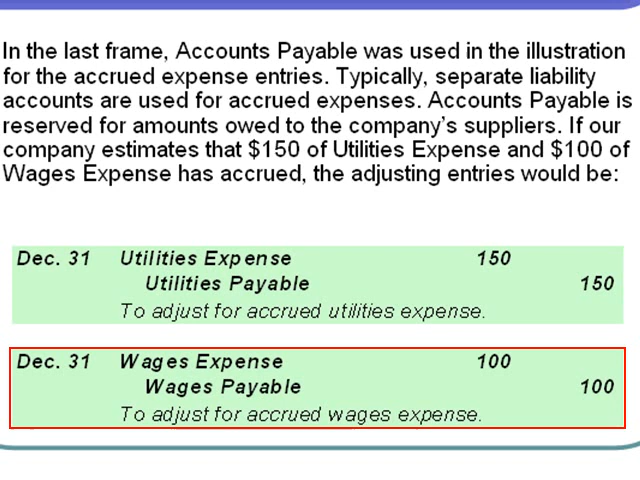 In the last frame, Accounts Payable was used in the illustration
for the accrued expense entries. Typically, separate liability
accounts are used for accrued expenses. Accounts Payable is
reserved for amounts owed to the company’s suppliers. If our
company estimates that $150 of Utilities Expense and $100 of
Wages Expense has accrued, the adjusting entries would be:
Dec. 31 Utilities Expense 150
Utilities Payable 150
To adjust for accrued utilities expense.
Dec. 31 Wages Expense 100
Wages Payable 100
To adjust for accrued wages expense.